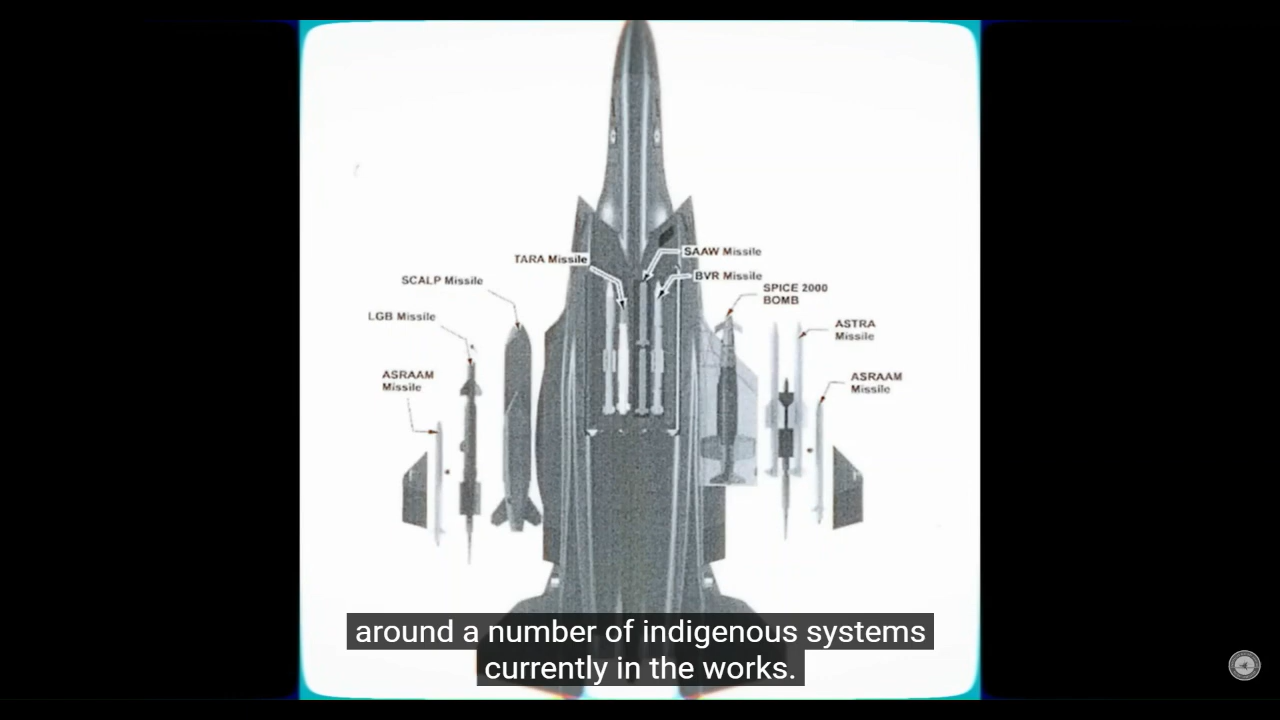 SAAW Missile
TARA Missile
BVR Missile
SCALP Missile
SPICE 2000
BOMB
LGB Missile
ASTRA
Missile
ASRAAM
Missile
ASRAAM
Missile
around a number of indigenous systems
currently in the works.